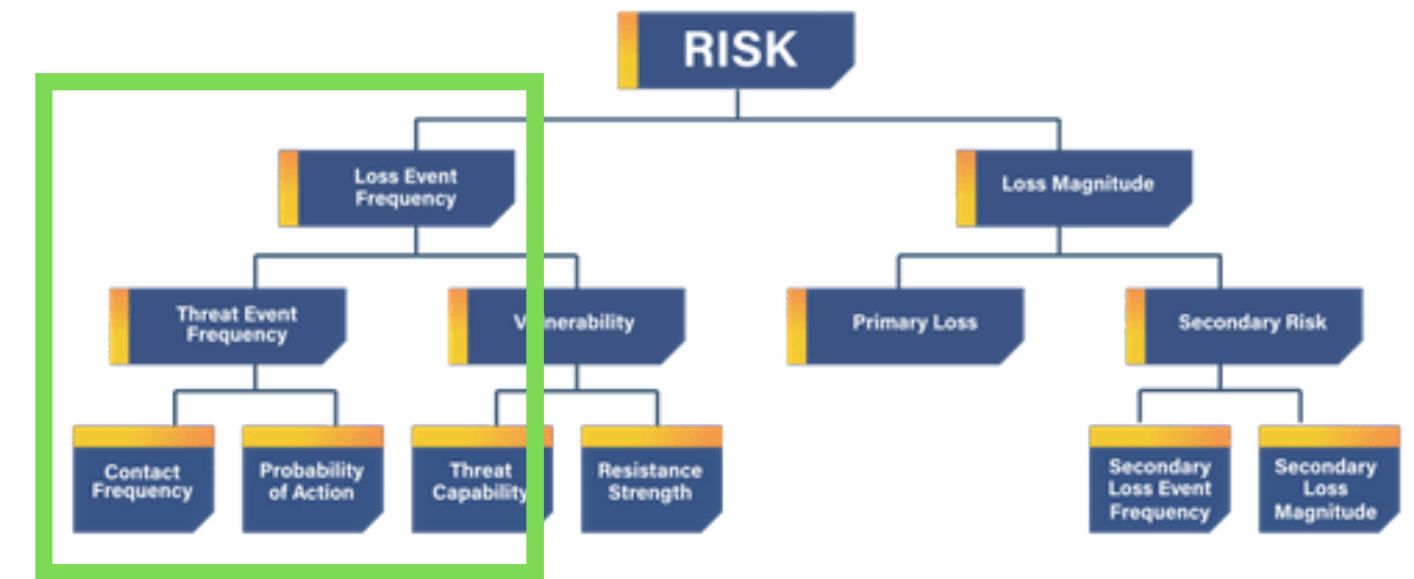 RISK
Loss Event
Frequency
Loss Magnitude
Threat Event
Frequency
V nerability
Primary Loss
Secondary Risk
Contact
Frequency
Probability
of Action
Threat
Capability
Resistance
Strength
Secondary
Loss Event
Frequency
Secondary
Loss
Magnitude